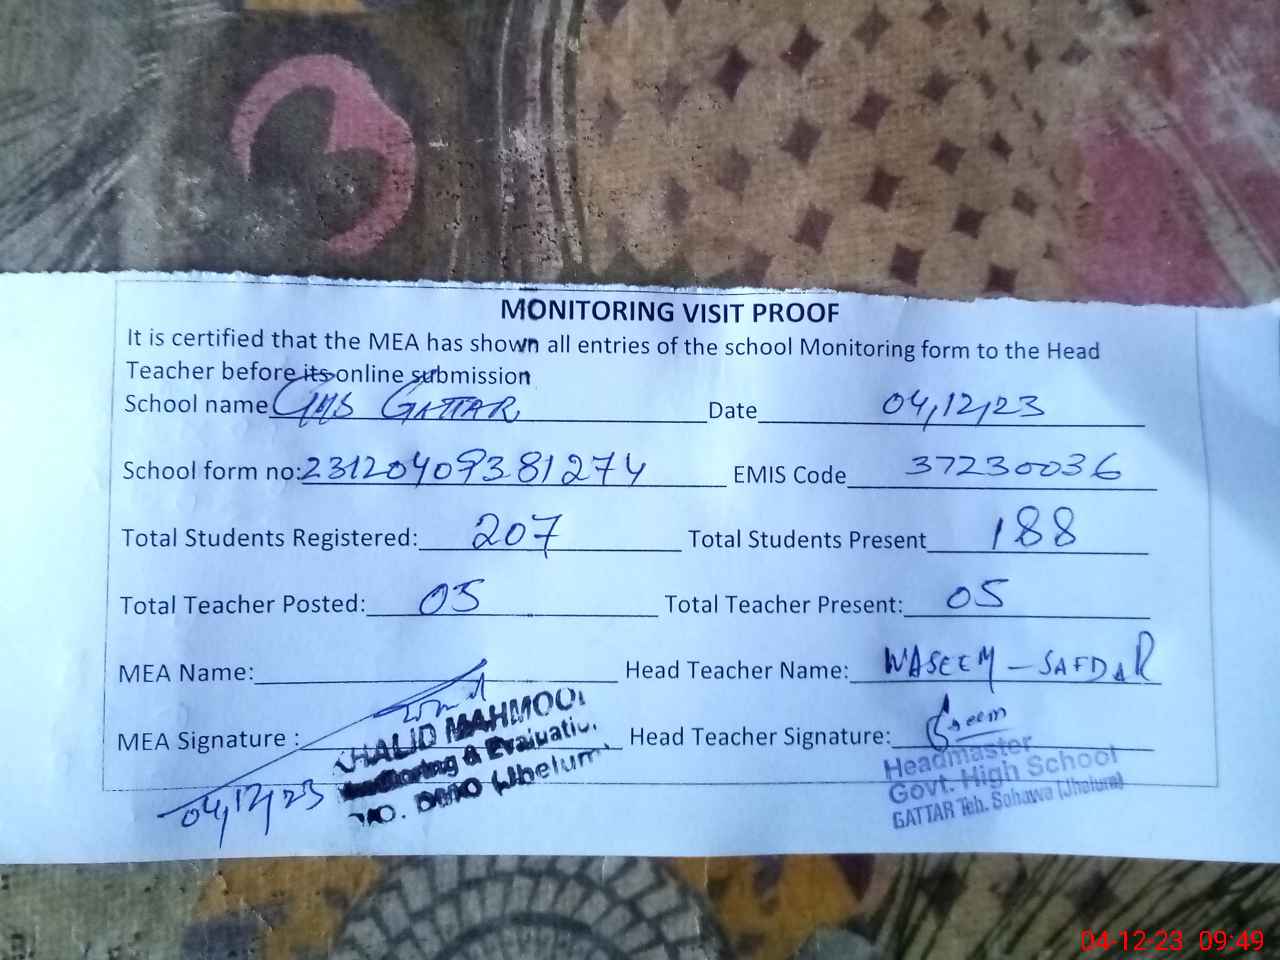 MONITORING VISIT PROOF
It is certified that the MEA has shown all entries of the school Monitoring form to the Head
Teacher before its online submission
School name GHS GATTAR Date 04,12,23
School form no: 23120409381274 EMIS Code 37230036
Total Students Registered: 207 Total Students Present 188
Total Teacher Posted: 05 Total Teacher Present: 05
MEA Name: Head Teacher Name: WASEEM - SAFDAR
MEA Signature : Head Teacher Signature:
KHALID MAHMOOD
Monitoring & Evaluation
DMO (Jhelum)
04,12,23
Headmaster
Govt. High School
GATTAR Teh. Sohawa (Jhelum)
04-12-23 09:49